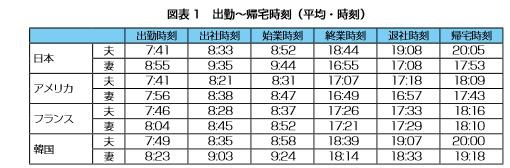 図表1 出勤〜帰宅時刻（平均・時刻）
出勤時刻 出社時刻 始業時刻 終業時刻 退社時刻 帰宅時刻
日本 夫 7:41 8:33 8:52 18:44 19:08 20:05
妻 8:55 9:35 9:44 16:55 17:08 17:53
アメリカ 夫 7:41 8:21 8:31 17:07 17:18 18:09
妻 7:56 8:38 8:47 16:49 16:57 17:43
フランス 夫 7:46 8:28 8:37 17:26 17:33 18:16
妻 8:04 8:45 8:52 17:21 17:29 18:10
韓国 夫 7:49 8:35 8:58 18:39 19:07 20:00
妻 8:23 9:03 9:24 18:14 18:33 19:18